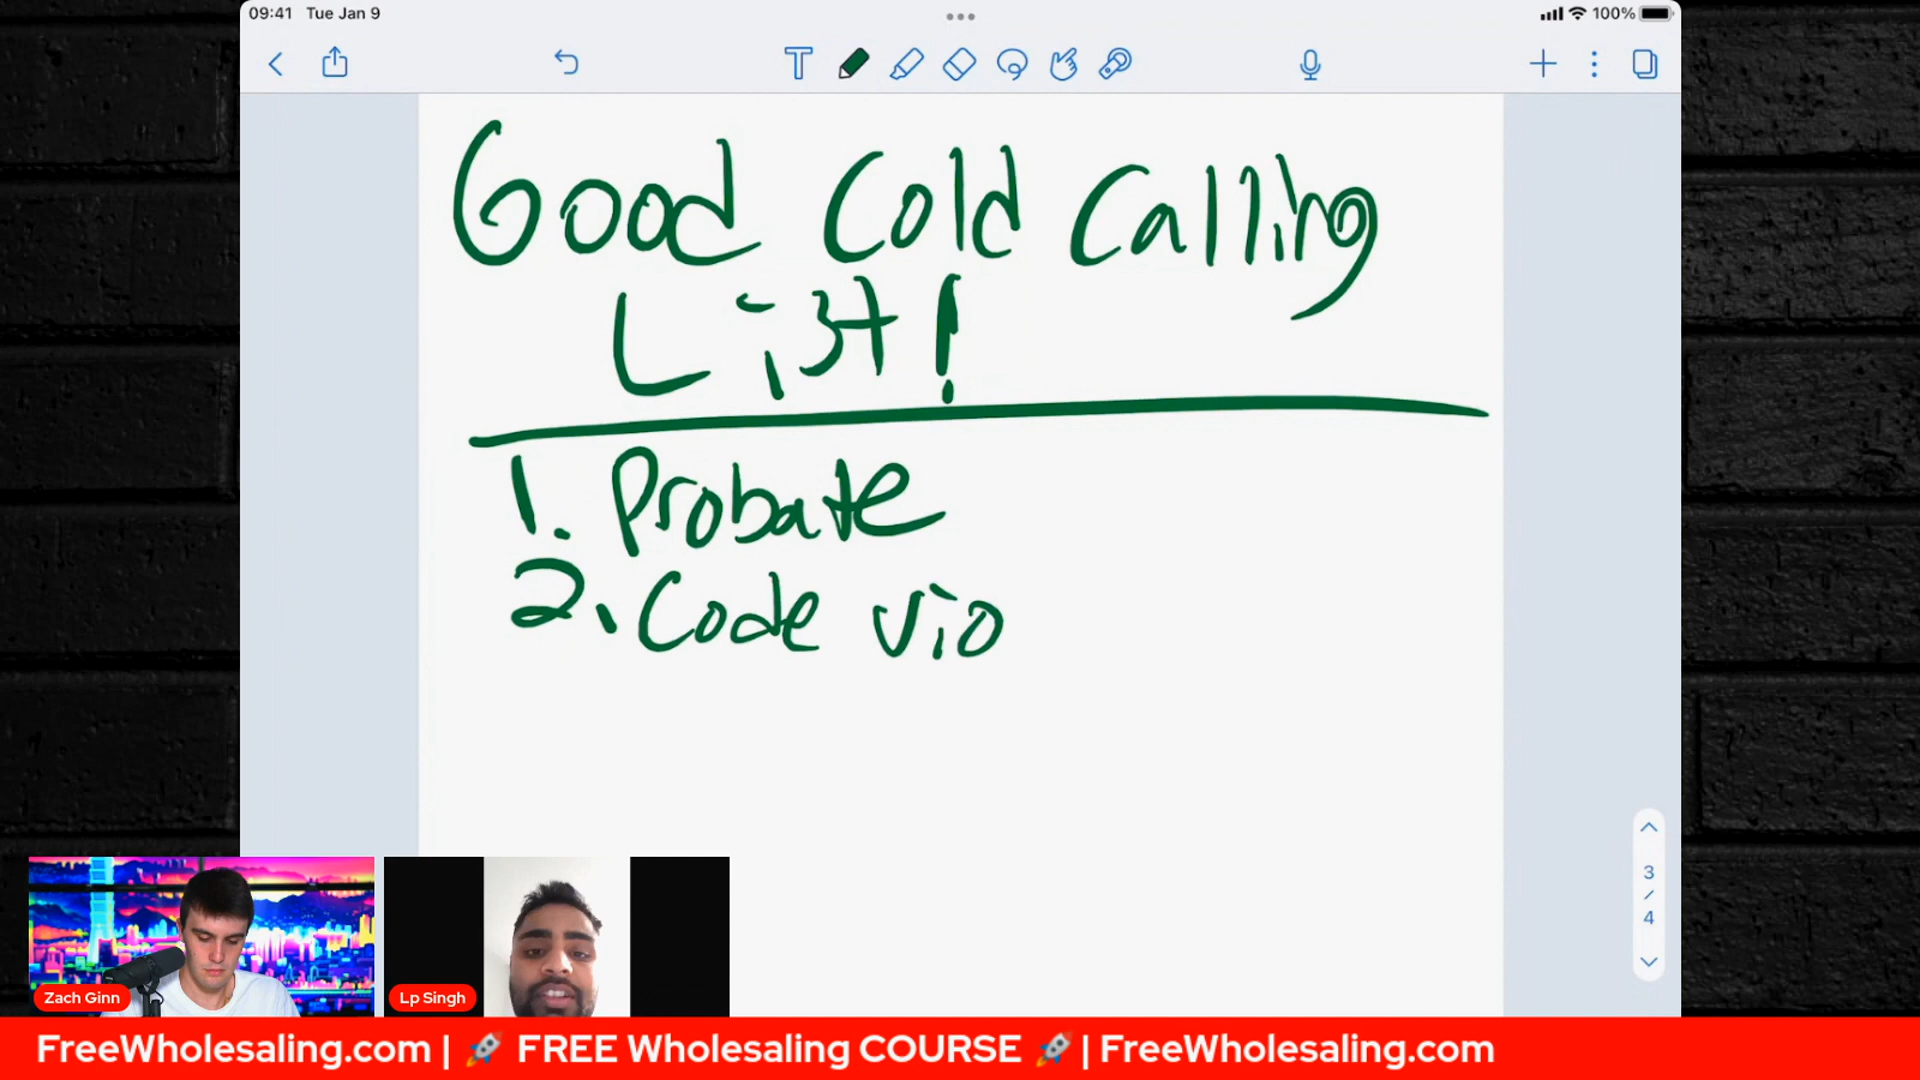 09:41 Tue Jan 9
100%
T
Good Cold Calling
List!
1. Probate
2. Code vio
3
/
4
Zach Ginn
Lp Singh
FreeWholesaling.com | 🚀 FREE Wholesaling COURSE 🚀 | FreeWholesaling.com